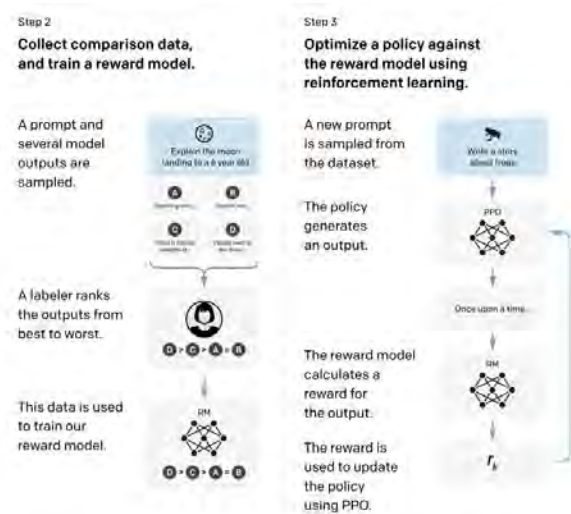 Step 2
Collect comparison data,
and train a reward model.
A prompt and
several model
outputs are
sampled.
Explain the moon
landing to a 6 year old
A
B
C
D
A labeler ranks
the outputs from
best to worst.
D > C > A = B
This data is used
to train our
reward model.
RM
D > C > A = B
Step 3
Optimize a policy against
the reward model using
reinforcement learning.
A new prompt
is sampled from
the dataset.
Write a story
about frogs
The policy
generates
an output.
PPO
Once upon a time...
The reward model
calculates a
reward for
the output.
RM
The reward is
used to update
the policy
using PPO.
rₖ